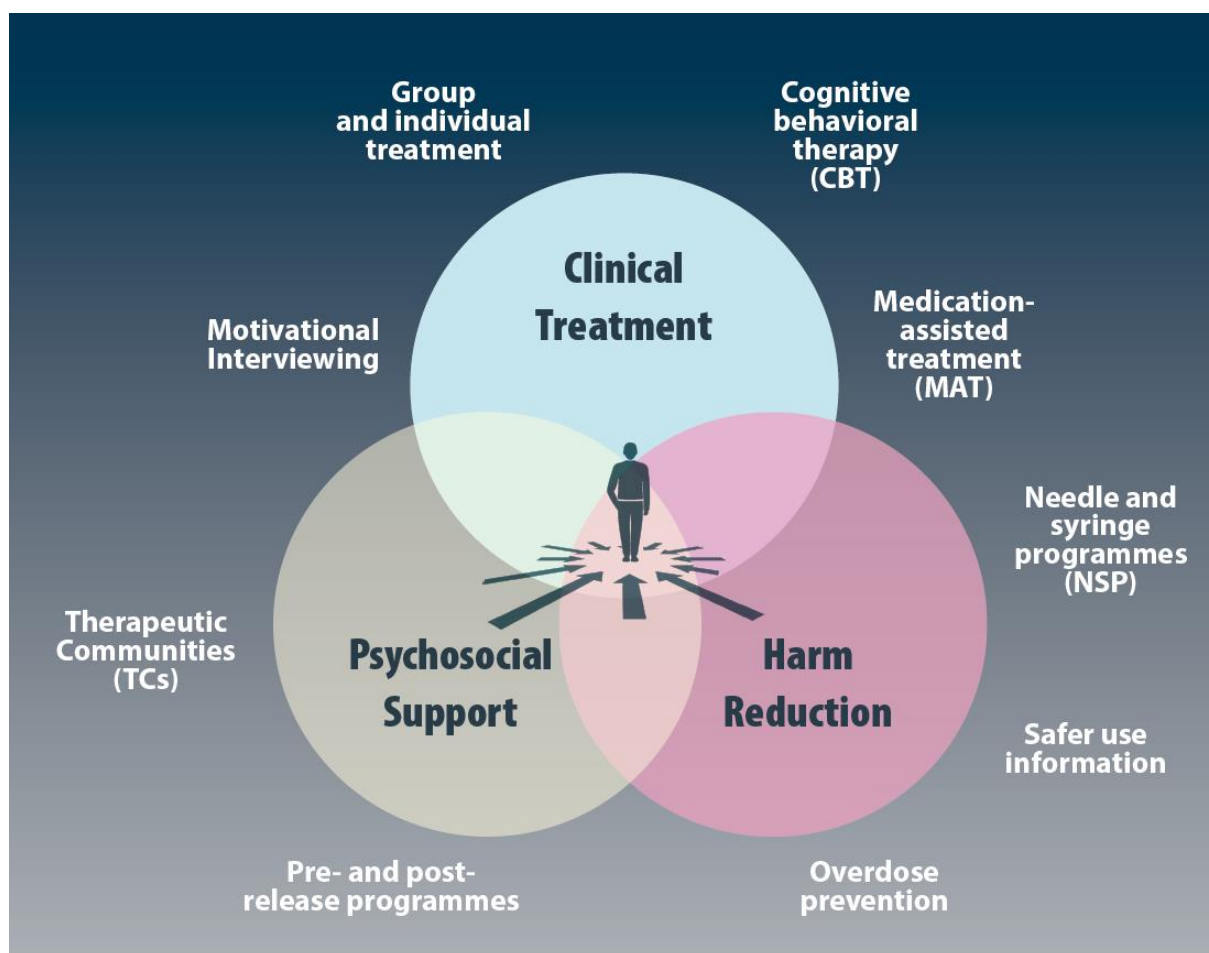 Group
and individual
treatment
Cognitive
behavioral
therapy
(CBT)
Clinical
Treatment
Motivational
Interviewing
Medication-
assisted
treatment
(MAT)
Needle and
syringe
programmes
(NSP)
Therapeutic
Communities
(TCs)
Psychosocial
Support
Harm
Reduction
Safer use
information
Pre- and post-
release programmes
Overdose
prevention